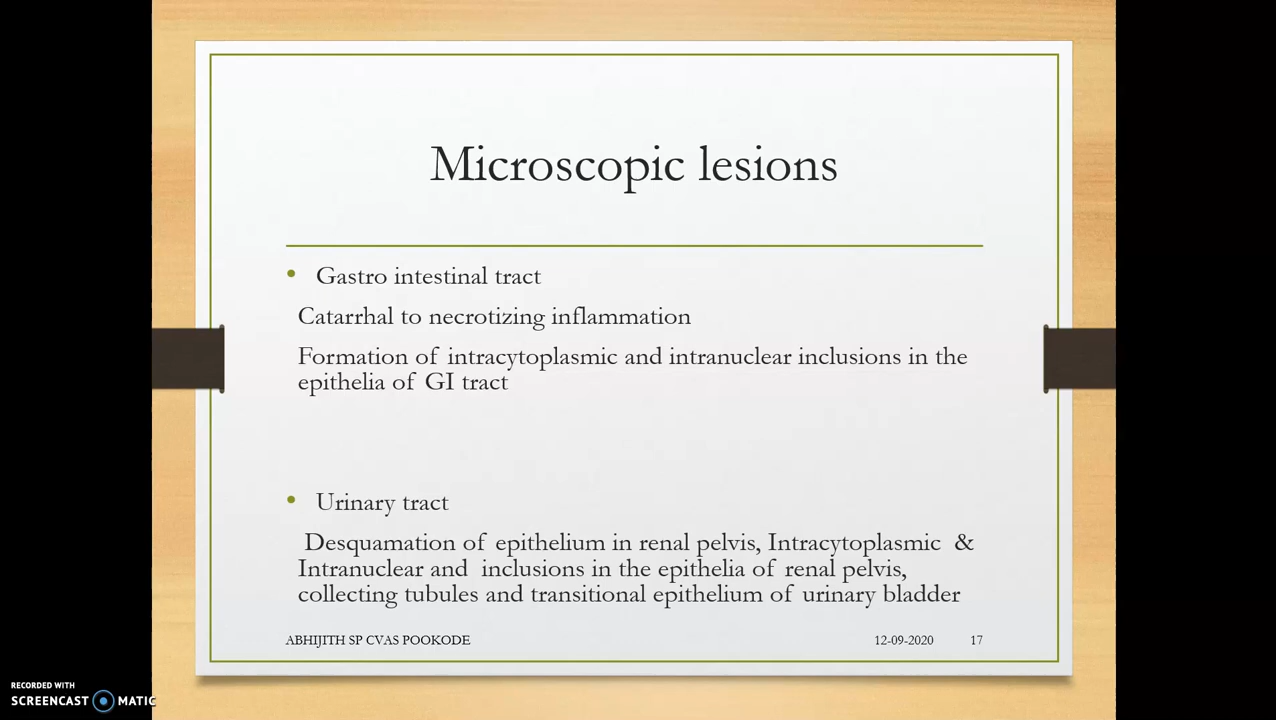 Microscopic lesions
• Gastro intestinal tract
Catarrhal to necrotizing inflammation
Formation of intracytoplasmic and intranuclear inclusions in the
epithelia of GI tract
• Urinary tract
Desquamation of epithelium in renal pelvis, Intracytoplasmic &
Intranuclear and inclusions in the epithelia of renal pelvis,
collecting tubules and transitional epithelium of urinary bladder
ABHIJITH SP CVAS POOKODE 12-09-2020 17
RECORDED WITH
SCREENCAST MATIC